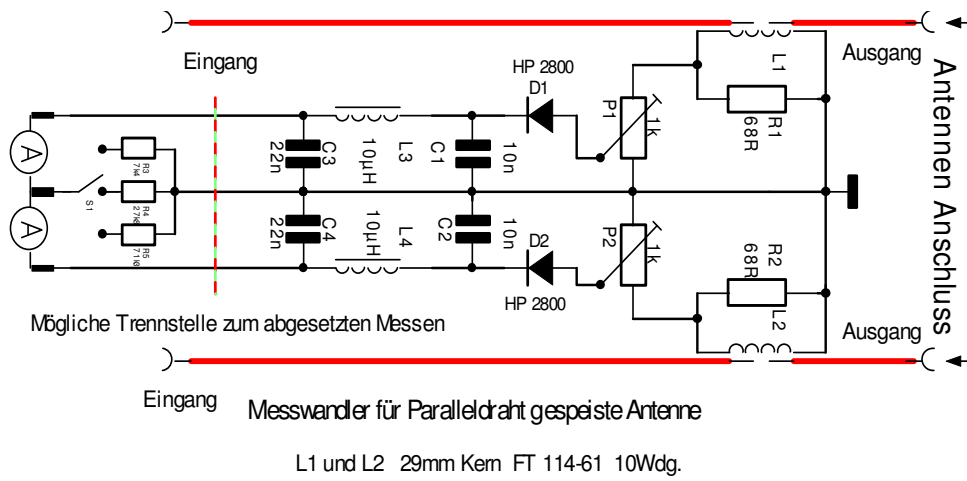 Eingang
Ausgang
Antennen Anschluss
HP 2800
D1
P1
1k
L1
R1
68R
A
A
R3
7k4
R4
27k8
R5
71k3
S1
C3
22n
10µH
L3
C1
10n
C4
22n
10µH
L4
C2
10n
D2
HP 2800
P2
1k
R2
68R
L2
Mögliche Trennstelle zum abgesetzten Messen
Ausgang
Eingang
Messwandler für Paralleldraht gespeiste Antenne
L1 und L2 29mm Kern FT 114-61 10Wdg.